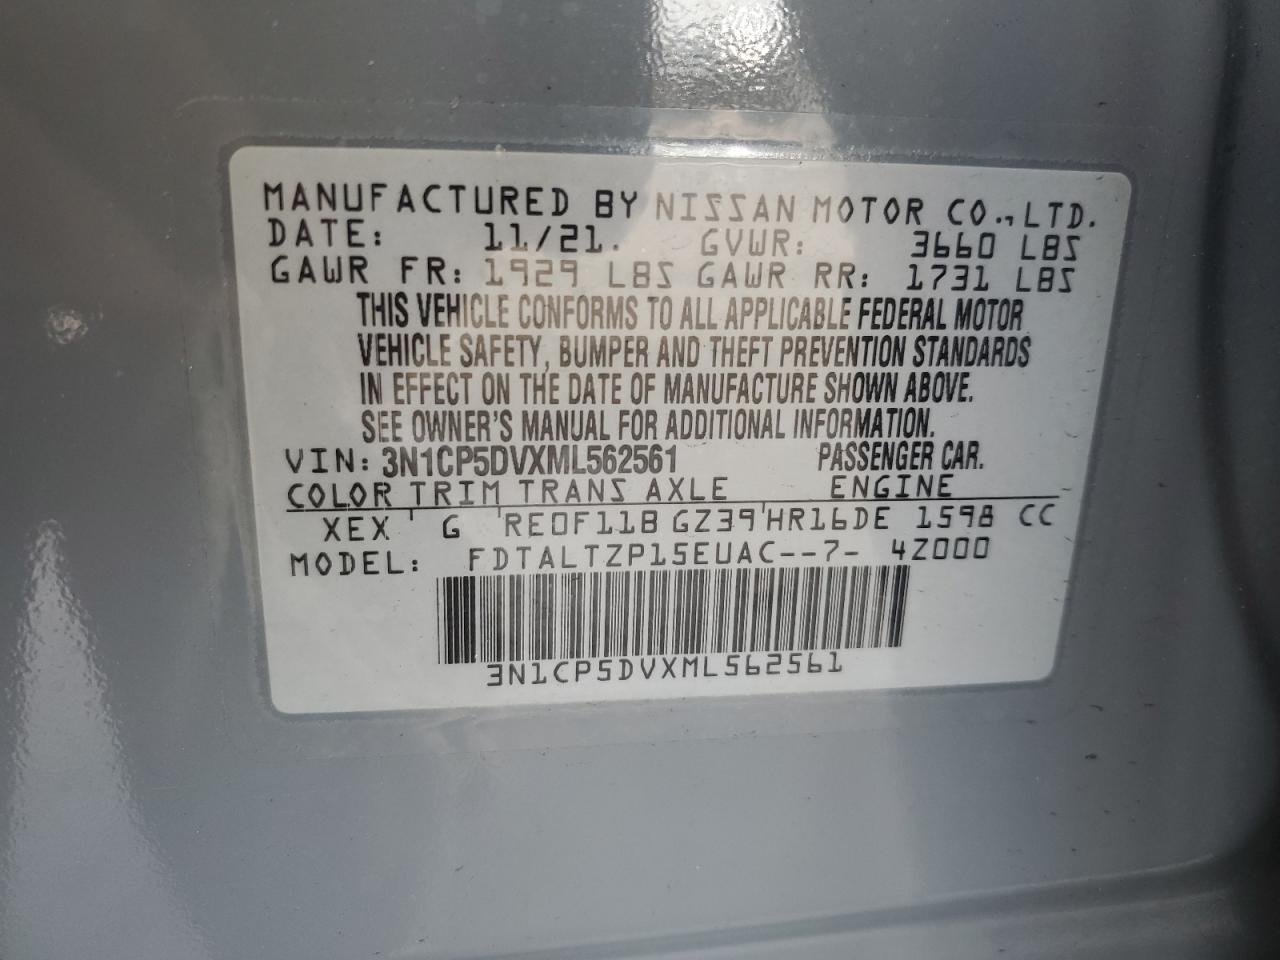 MANUFACTURED BY NISSAN MOTOR CO.,LTD.
DATE: 11/21. GVWR: 3660 LBS
GAWR FR: 1929 LBS GAWR RR: 1731 LBS
THIS VEHICLE CONFORMS TO ALL APPLICABLE FEDERAL MOTOR
VEHICLE SAFETY, BUMPER AND THEFT PREVENTION STANDARDS
IN EFFECT ON THE DATE OF MANUFACTURE SHOWN ABOVE.
SEE OWNER'S MANUAL FOR ADDITIONAL INFORMATION.
VIN: 3N1CP5DVXML562561 PASSENGER CAR.
COLOR TRIM TRANS AXLE ENGINE
XEX G RE0F11B GZ39 HR16DE 1598 CC
MODEL: FDTALTZP15EUAC--7- 4Z000
3N1CP5DVXML562561